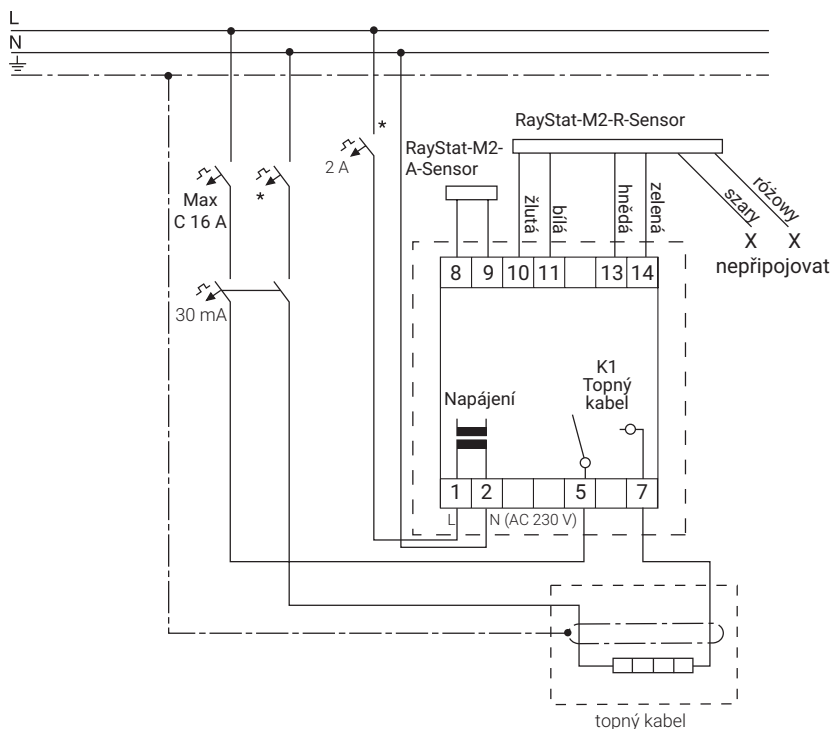 L
N
RayStat-M2-R-Sensor
RayStat-M2-
A-Sensor
*
2 A
Max
C 16 A
*
žlutá
bílá
hnědá
zelená
szary
różowy
X X
nepřipojovat
8 9 10 11 13 14
30 mA
K1
Topný
kabel
Napájení
1 2 5 7
L N (AC 230 V)
topný kabel